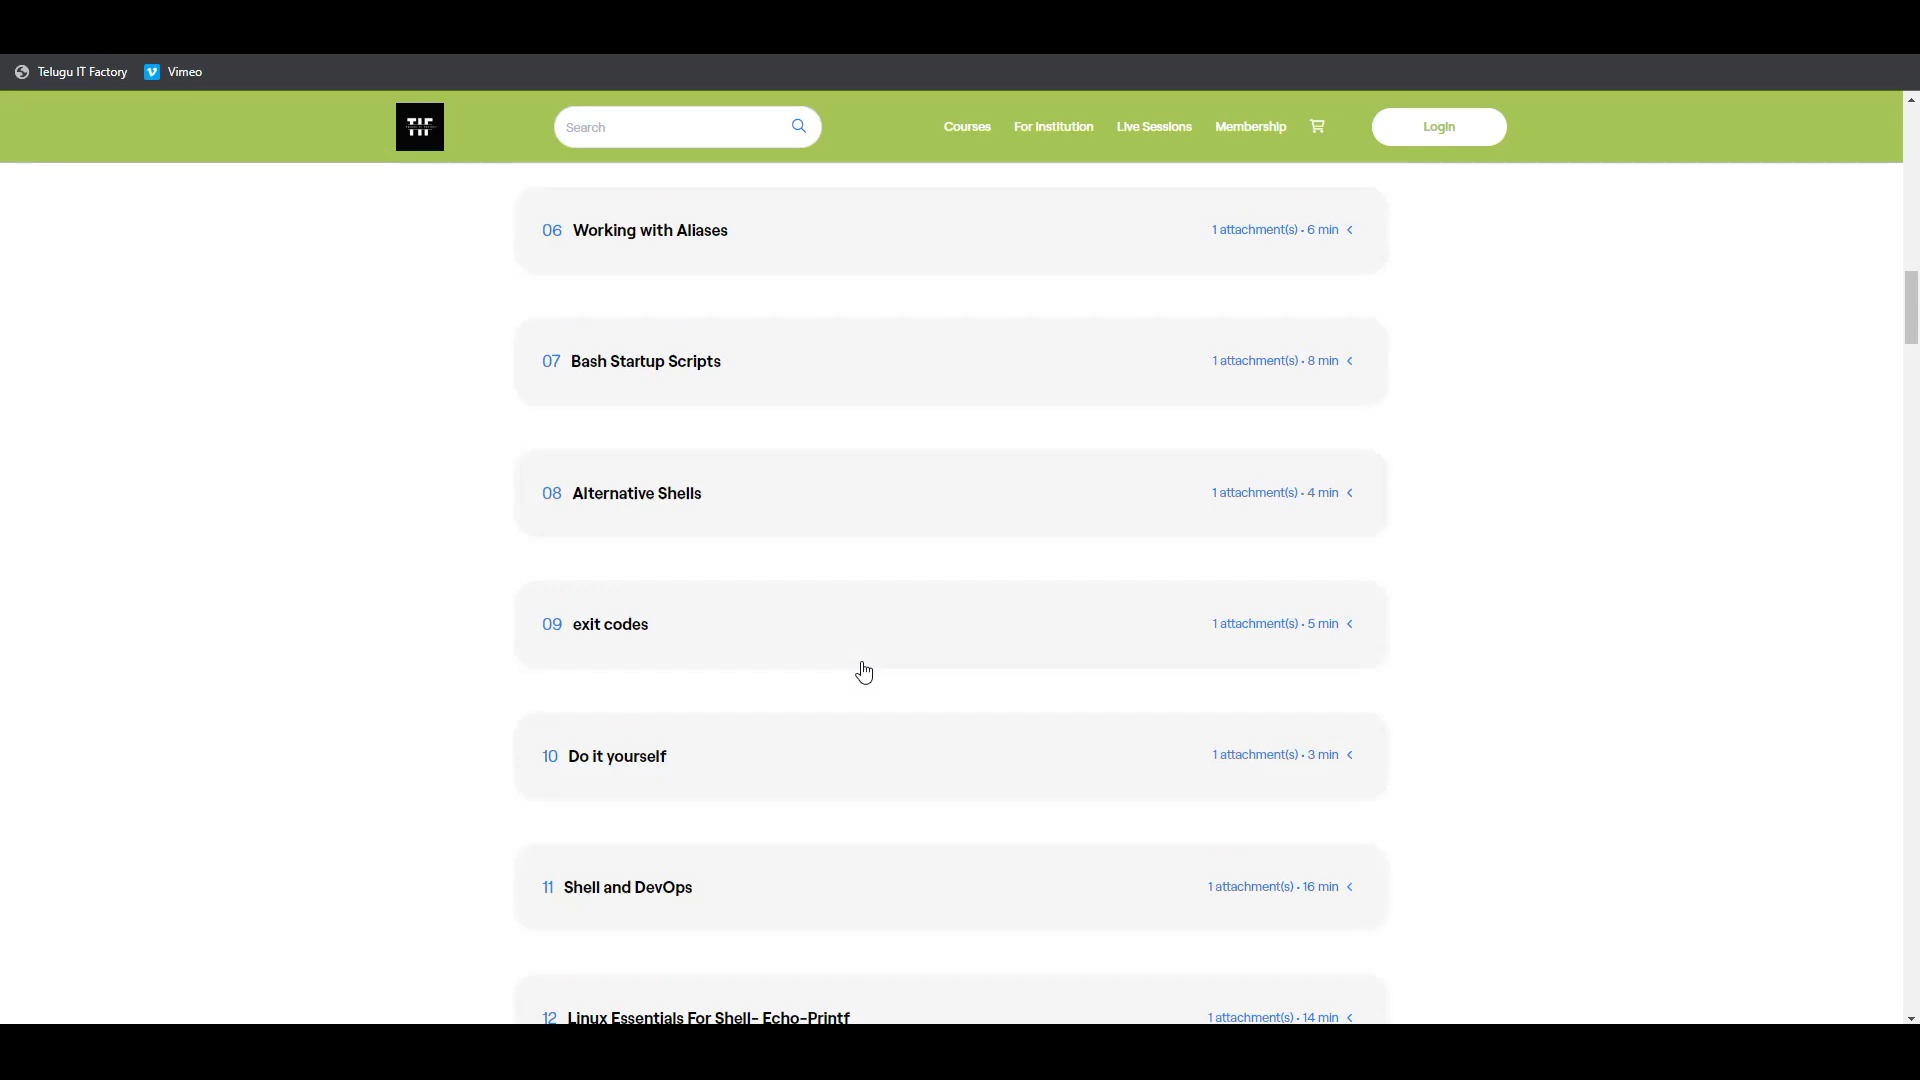 Telugu IT Factory Vimeo
TIF Search Courses For Institution Live Sessions Membership Login
06 Working with Aliases 1 attachment(s) • 6 min
07 Bash Startup Scripts 1 attachment(s) • 8 min
08 Alternative Shells 1 attachment(s) • 4 min
09 exit codes 1 attachment(s) • 5 min
10 Do it yourself 1 attachment(s) • 3 min
11 Shell and DevOps 1 attachment(s) • 16 min
12 Linux Essentials For Shell- Echo-Printf 1 attachment(s) • 14 min